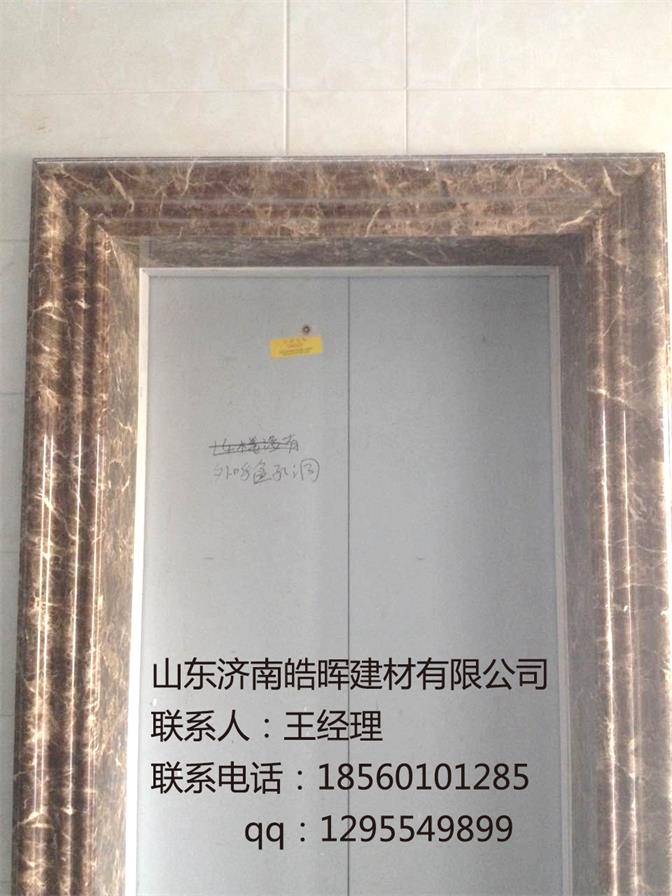 外呼盒孔洞
山东济南皓晖建材有限公司
联系人：王经理
联系电话：18560101285
qq：1295549899